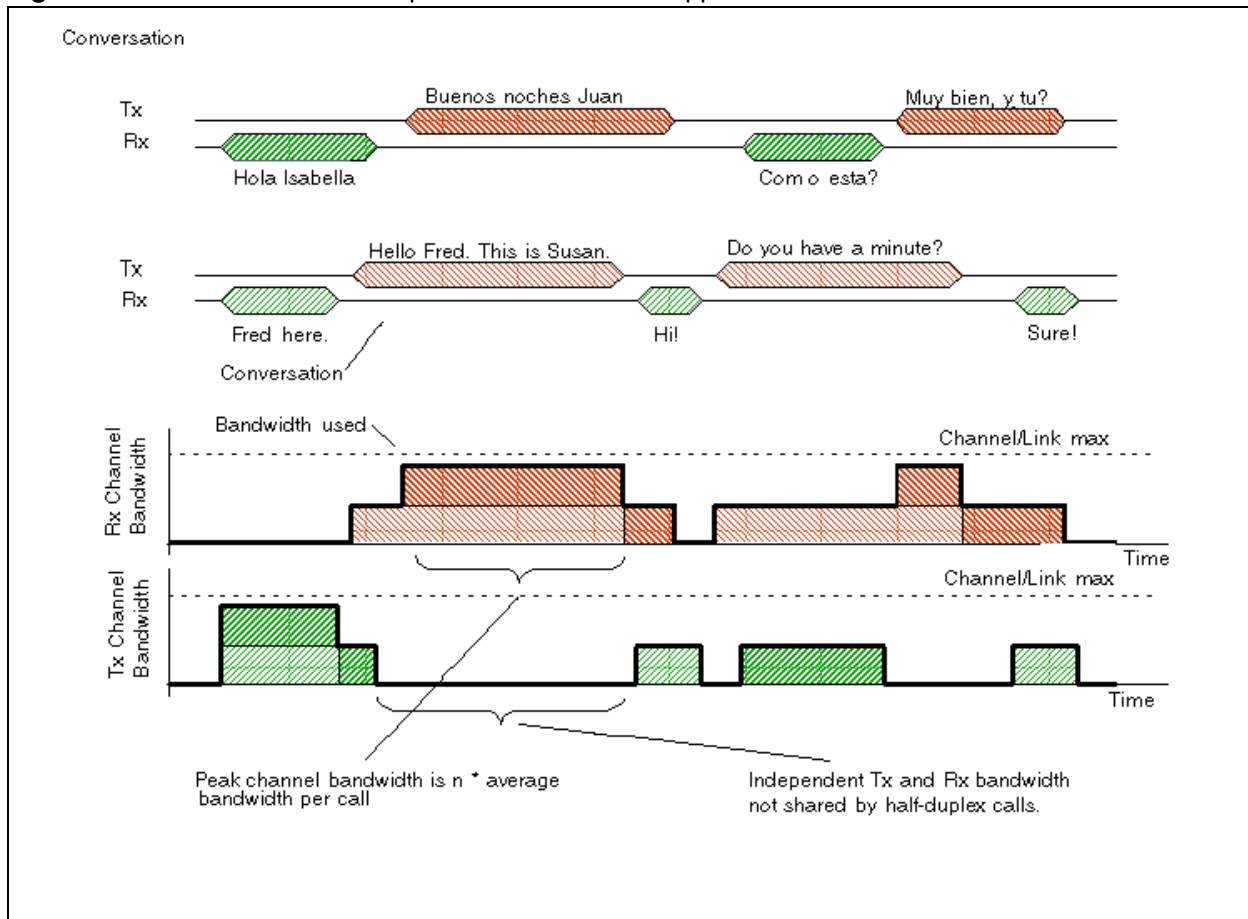 Conversation
Buenos noches Juan
Muy bien, y tu?
Tx
Rx
Hola Isabella
Como esta?
Hello Fred. This is Susan.
Do you have a minute?
Tx
Rx
Fred here.
Hi!
Sure!
Conversation
Bandwidth used
Channel/Link max
Rx Channel
Bandwidth
Time
Channel/Link max
Tx Channel
Bandwidth
Time
Peak channel bandwidth is n * average
bandwidth per call
Independent Tx and Rx bandwidth
not shared by half-duplex calls.